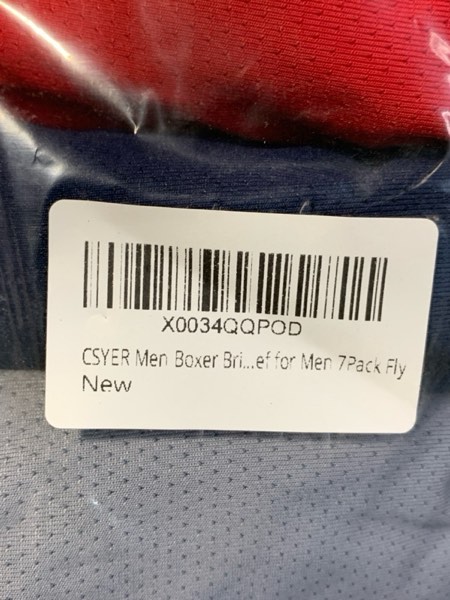 X0034QQPOD
CSYER Men Boxer Bri...ef for Men 7Pack Fly
New